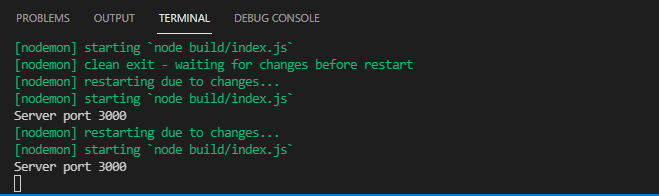 PROBLEMS OUTPUT TERMINAL DEBUG CONSOLE
[nodemon] starting `node build/index.js`
[nodemon] clean exit - waiting for changes before restart
[nodemon] restarting due to changes...
[nodemon] starting `node build/index.js`
Server port 3000
[nodemon] restarting due to changes...
[nodemon] starting `node build/index.js`
Server port 3000